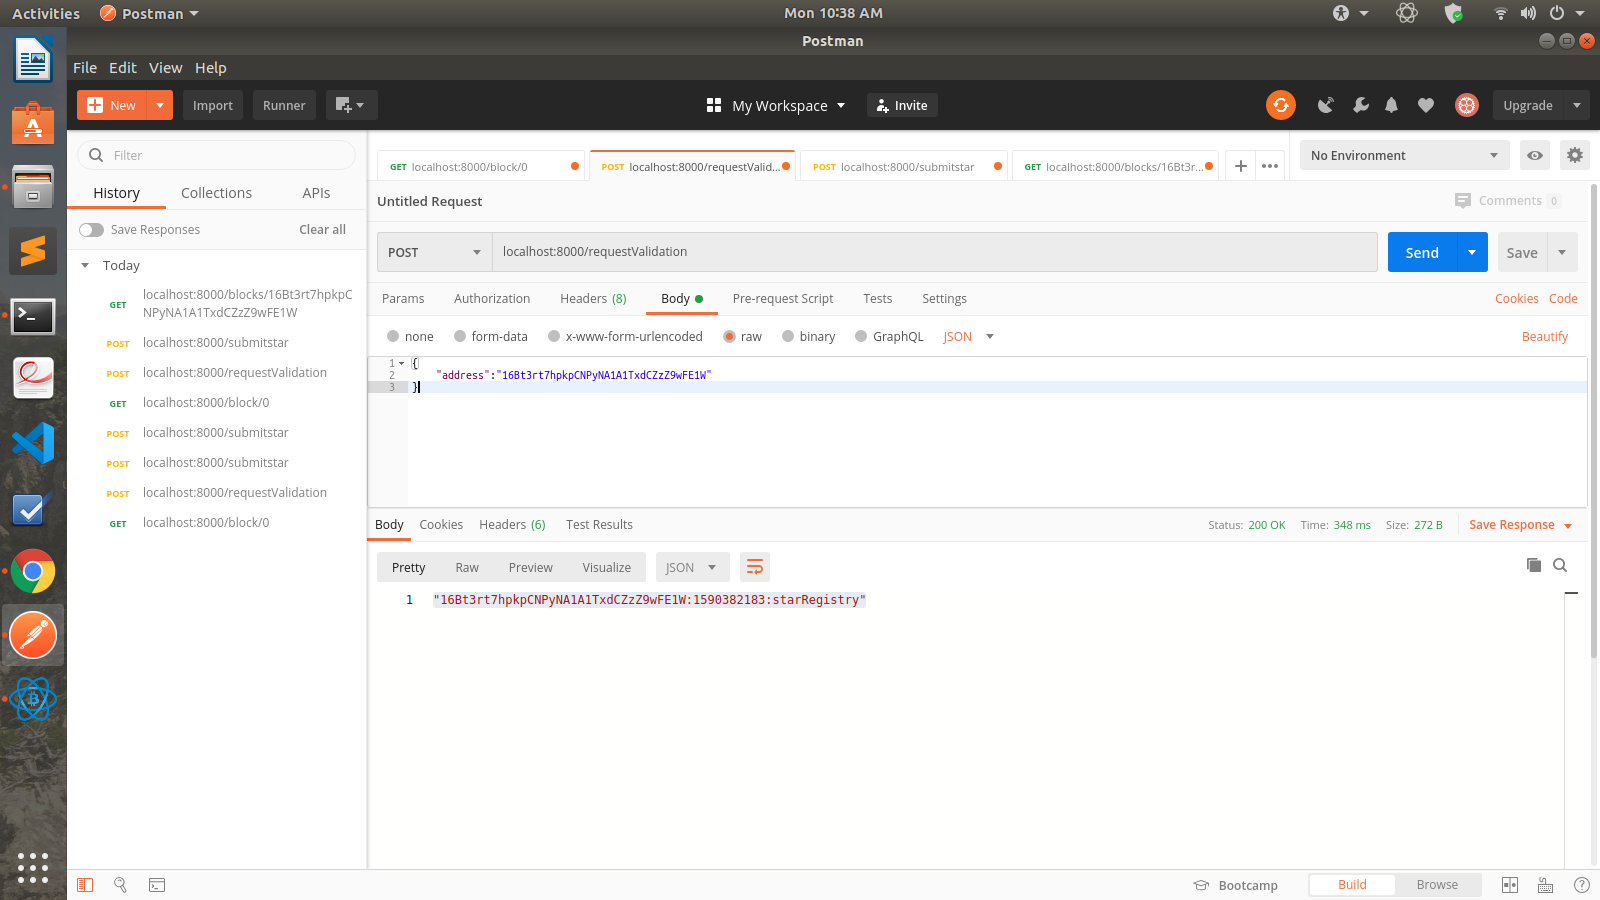 Activities
Postman
Mon 10:38 AM
Postman
File Edit View Help
New
Import
Runner
My Workspace
Invite
Upgrade
Filter
History
Collections
APIs
Save Responses
Clear all
Today
GET localhost:8000/blocks/16Bt3rt7hpkpC
NPyNA1A1TxdCZzZ9wFE1W
POST localhost:8000/submitstar
POST localhost:8000/requestValidation
GET localhost:8000/block/0
POST localhost:8000/submitstar
POST localhost:8000/submitstar
POST localhost:8000/requestValidation
GET localhost:8000/block/0
GET localhost:8000/block/0
POST localhost:8000/requestValid...
POST localhost:8000/submitstar
GET localhost:8000/blocks/16Bt3r...
No Environment
Untitled Request
Comments 0
POST
localhost:8000/requestValidation
Send
Save
Params
Authorization
Headers (8)
Body
Pre-request Script
Tests
Settings
Cookies
Code
none
form-data
x-www-form-urlencoded
raw
binary
GraphQL
JSON
Beautify
1 {
2 "address":"16Bt3rt7hpkpCNPyNA1A1TxdCZzZ9wFE1W"
3 }
Body
Cookies
Headers (6)
Test Results
Status: 200 OK
Time: 348 ms
Size: 272 B
Save Response
Pretty
Raw
Preview
Visualize
JSON
1 "16Bt3rt7hpkpCNPyNA1A1TxdCZzZ9wFE1W:1590382183:starRegistry"
Bootcamp
Build
Browse